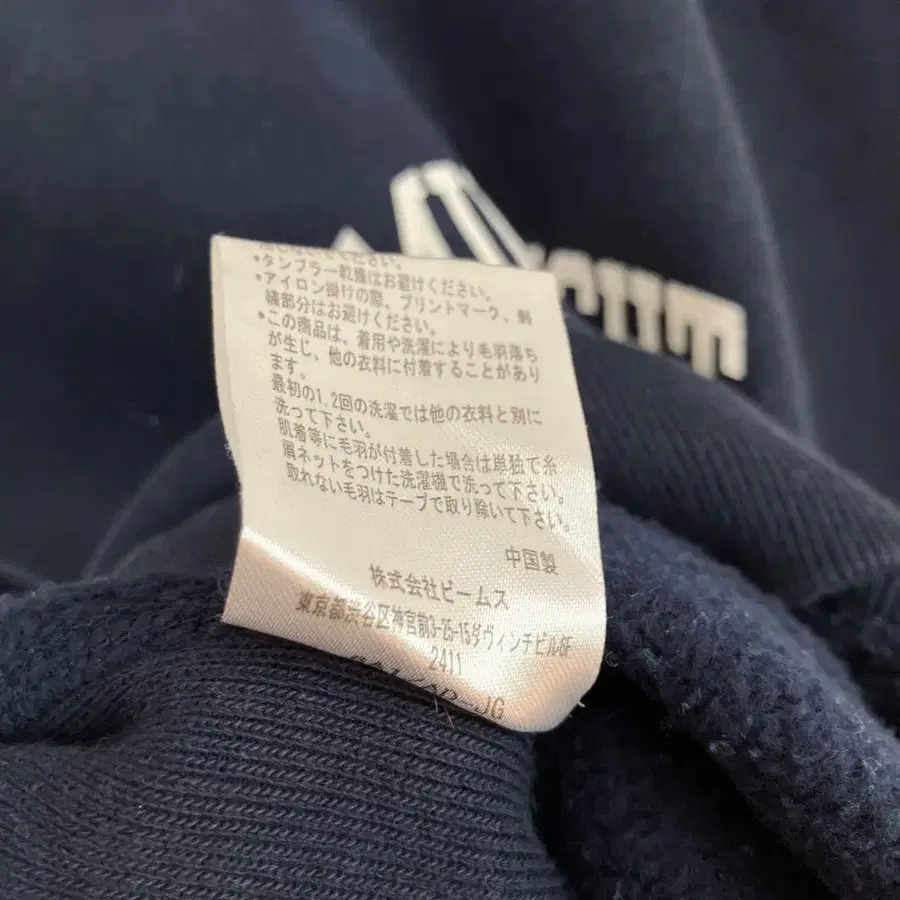 ください。
*タンブラー乾燥はお避けください。
*アイロン掛けの際、プリントマーク、刺
繍部分はお避けください。
*この商品は、着用や洗濯により毛羽落ち
が生じ、他の衣料に付着することがあり
ます。
最初の1,2回の洗濯では他の衣料と別に
洗って下さい。
肌着等に毛羽が付着した場合は単独で糸
屑ネットをつけた洗濯機で洗って下さい。
取れない毛羽はテープで取り除いて下さい。
中国製
株式会社ビームス
東京都渋谷区神宮前3-25-15ダヴィンチビル8F
2411
JG